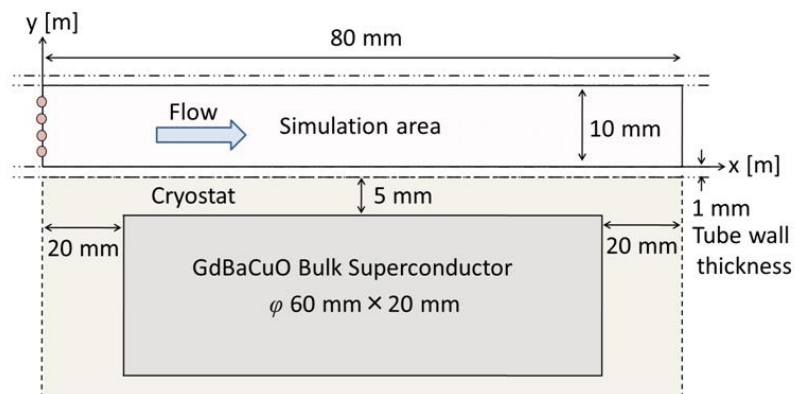 y [m]
80 mm
Flow
Simulation area
10 mm
x [m]
Cryostat
5 mm
1 mm
Tube wall
thickness
20 mm
20 mm
GdBaCuO Bulk Superconductor
φ 60 mm × 20 mm